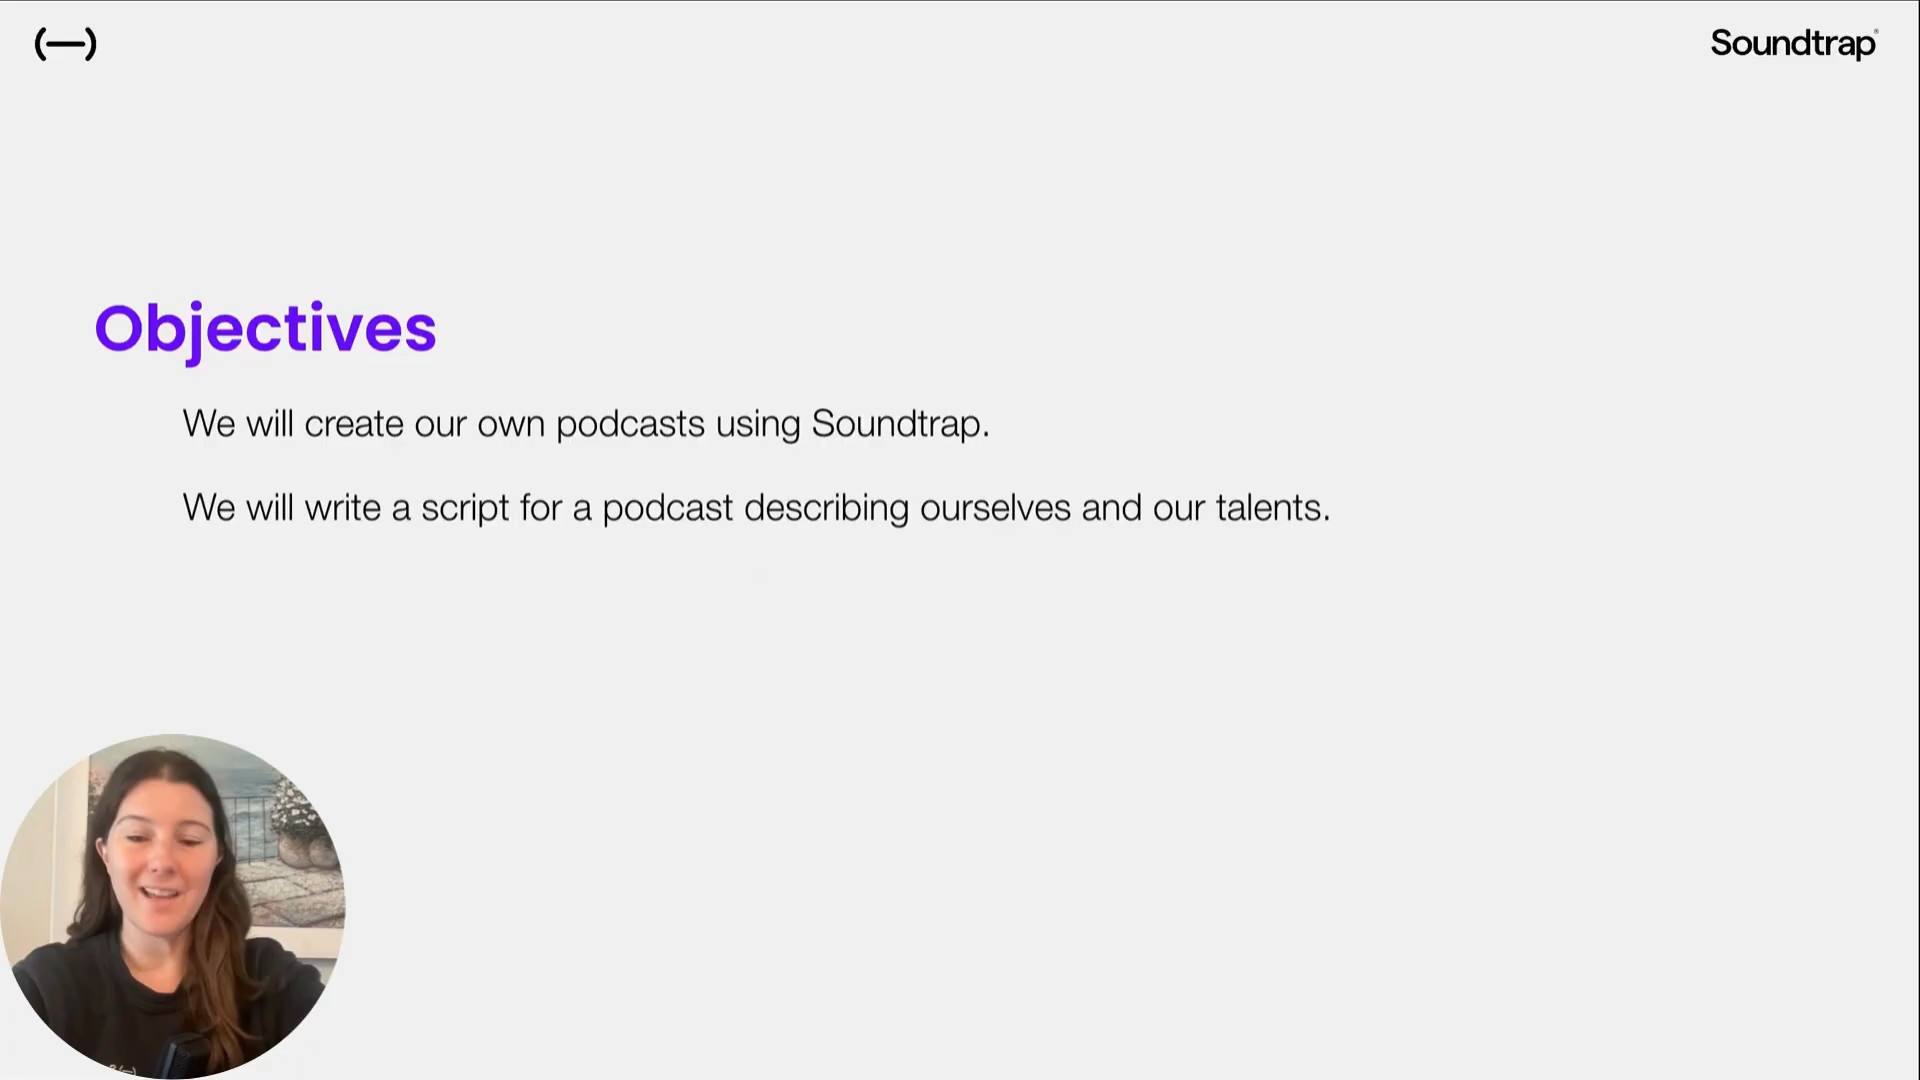 (—)
Soundtrap
Objectives
We will create our own podcasts using Soundtrap.
We will write a script for a podcast describing ourselves and our talents.